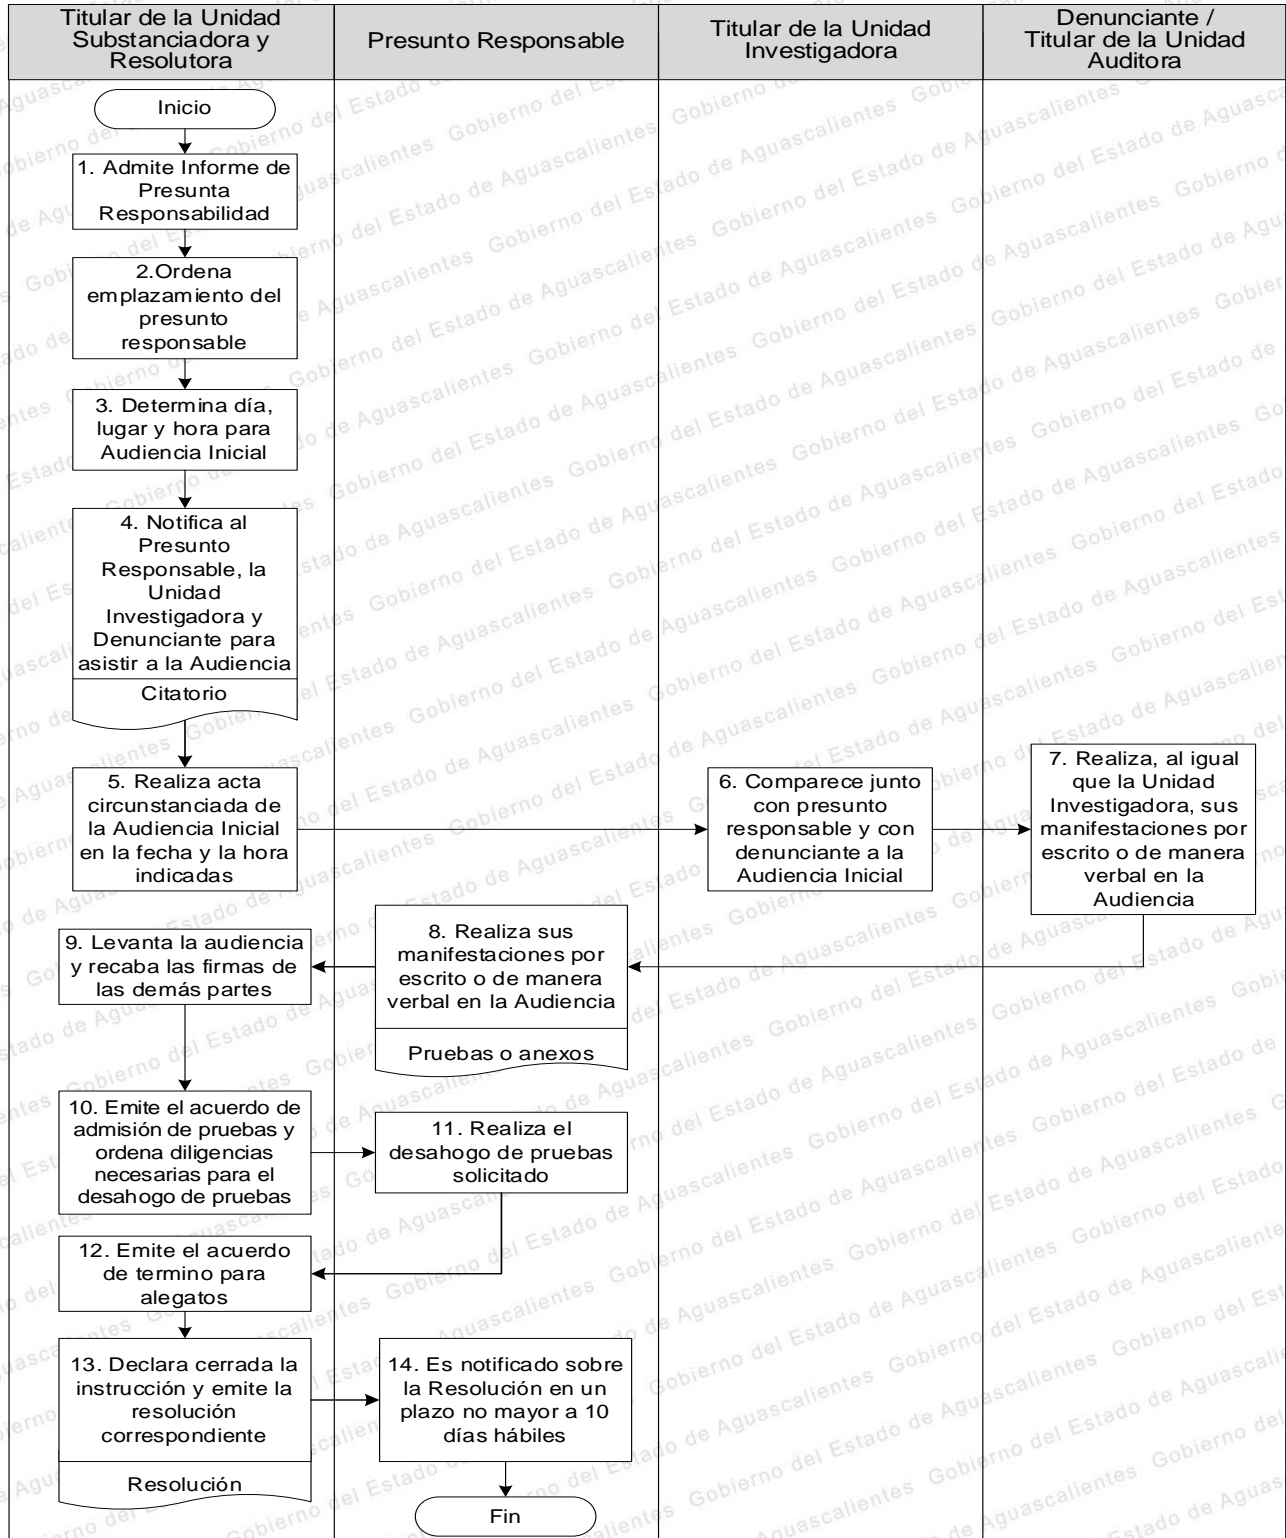 Titular de la Unidad
Substanciadora y
Resolutora
Presunto Responsable
Titular de la Unidad
Investigadora
Denunciante /
Titular de la Unidad
Auditora
Inicio
1. Admite Informe de
Presunta
Responsabilidad
2.Ordena
emplazamiento del
presunto
responsable
3. Determina día,
lugar y hora para
Audiencia Inicial
4. Notifica al
Presunto
Responsable, la
Unidad
Investigadora y
Denunciante para
asistir a la Audiencia
Citatorio
5. Realiza acta
circunstanciada de
la Audiencia Inicial
en la fecha y la hora
indicadas
6. Comparece junto
con presunto
responsable y con
denunciante a la
Audiencia Inicial
7. Realiza, al igual
que la Unidad
Investigadora, sus
manifestaciones por
escrito o de manera
verbal en la
Audiencia
8. Realiza sus
manifestaciones por
escrito o de manera
verbal en la Audiencia
Pruebas o anexos
9. Levanta la audiencia
y recaba las firmas de
las demás partes
10. Emite el acuerdo de
admisión de pruebas y
ordena diligencias
necesarias para el
desahogo de pruebas
11. Realiza el
desahogo de pruebas
solicitado
12. Emite el acuerdo
de termino para
alegatos
13. Declara cerrada la
instrucción y emite la
resolución
correspondiente
Resolución
14. Es notificado sobre
la Resolución en un
plazo no mayor a 10
días hábiles
Fin
Gobierno del Estado de Aguascalientes